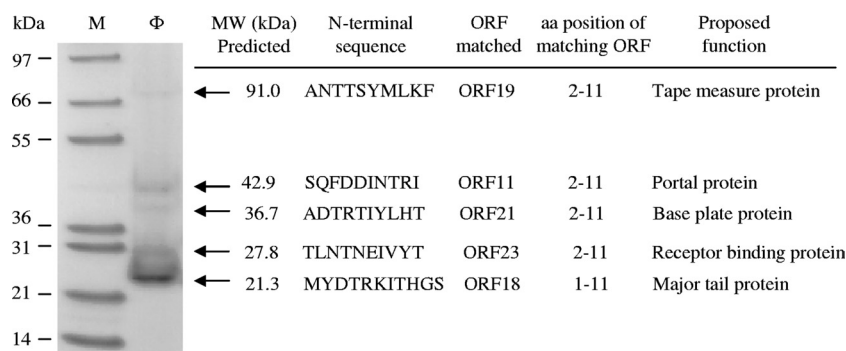 kDa M Φ MW (kDa) N-terminal ORF aa position of Proposed
Predicted sequence matched matching ORF function
97
66
55
36
31
21
14
91.0 ANTTSYMLKF ORF19 2-11 Tape measure protein
42.9 SQFDDINTRI ORF11 2-11 Portal protein
36.7 ADTRTIYLHT ORF21 2-11 Base plate protein
27.8 TLNTNEIVYT ORF23 2-11 Receptor binding protein
21.3 MYDTRKITHGS ORF18 1-11 Major tail protein